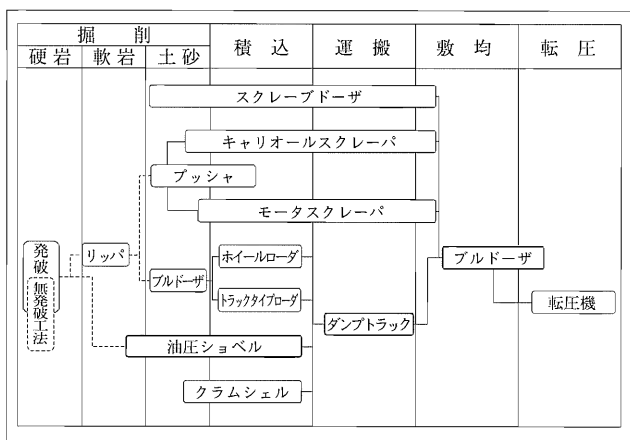 掘削
積込
運搬
敷均
転圧
硬岩
軟岩
土砂
スクレーブドーザ
キャリオールスクレーパ
プッシャ
モータスクレーパ
発破
無発破工法
リッパ
ブルドーザ
ホイールローダ
トラックタイプローダ
ブルドーザ
ダンプトラック
転圧機
油圧ショベル
クラムシェル